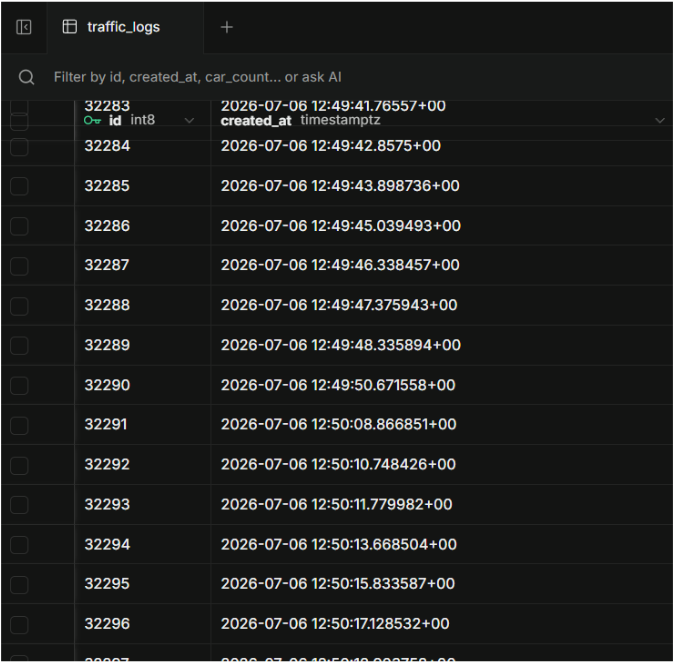 traffic_logs
Filter by id, created_at, car_count... or ask AI
32283 2026-07-06 12:49:41.76557+00
id int8 created_at timestamptz
32284 2026-07-06 12:49:42.8575+00
32285 2026-07-06 12:49:43.898736+00
32286 2026-07-06 12:49:45.039493+00
32287 2026-07-06 12:49:46.338457+00
32288 2026-07-06 12:49:47.375943+00
32289 2026-07-06 12:49:48.335894+00
32290 2026-07-06 12:49:50.671558+00
32291 2026-07-06 12:50:08.866851+00
32292 2026-07-06 12:50:10.748426+00
32293 2026-07-06 12:50:11.779982+00
32294 2026-07-06 12:50:13.668504+00
32295 2026-07-06 12:50:15.833587+00
32296 2026-07-06 12:50:17.128532+00